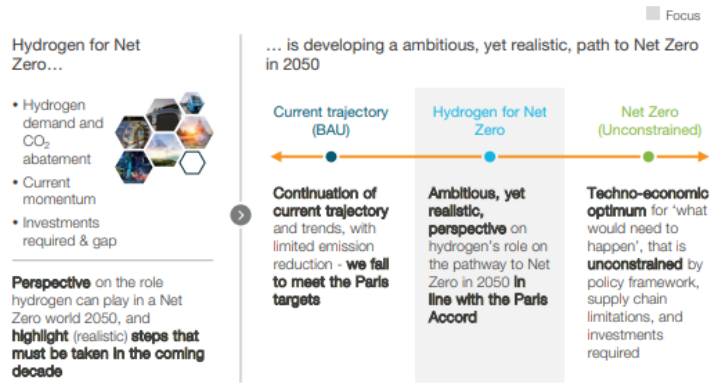 Focus
Hydrogen for Net
Zero…
• Hydrogen
demand and
CO₂
abatement
• Current
momentum
• Investments
required & gap
Perspective on the role
hydrogen can play in a Net
Zero world 2050, and
highlight (realistic) steps that
must be taken in the coming
decade
… is developing a ambitious, yet realistic, path to Net Zero
in 2050
Current trajectory
(BAU)
Continuation of
current trajectory
and trends, with
limited emission
reduction - we fail
to meet the Paris
targets
Hydrogen for Net
Zero
Ambitious, yet
realistic,
perspective on
hydrogen's role on
the pathway to Net
Zero in 2050 in
line with the Paris
Accord
Net Zero
(Unconstrained)
Techno-economic
optimum for 'what
would need to
happen', that is
unconstrained by
policy framework,
supply chain
limitations, and
investments
required